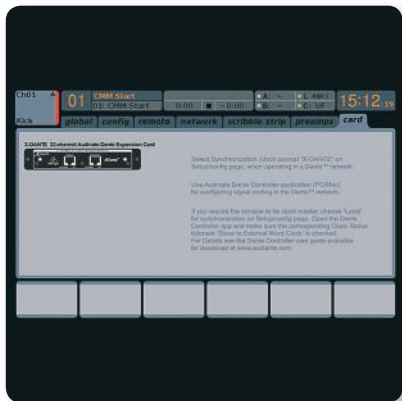 Ch01 A
Kick
01
CMM Start
01: CMM Start
0:00
-0:00
A: -
B: -
L 48K1
C: UF
15:12:19
global config remote network scribble strip preamps card
X-DANTE 32-channel Audinate Dante Expansion Card
Select Synchronization (clock source) "X-DANTE" on
Setup/config page, when operating in a Dante™ network.
Use Audinate Dante Controller application (PC/Mac)
for configuring signal routing in the Dante™ network.
If you require the console to be clock master, choose 'Local'
for synchronization on Setup/config page. Open the Dante
Controller app and make sure the corresponding Clock Status
'Slave to External Word Clock' is checked.
For Details see the Dante Controller user guide available
for download at www.audinate.com